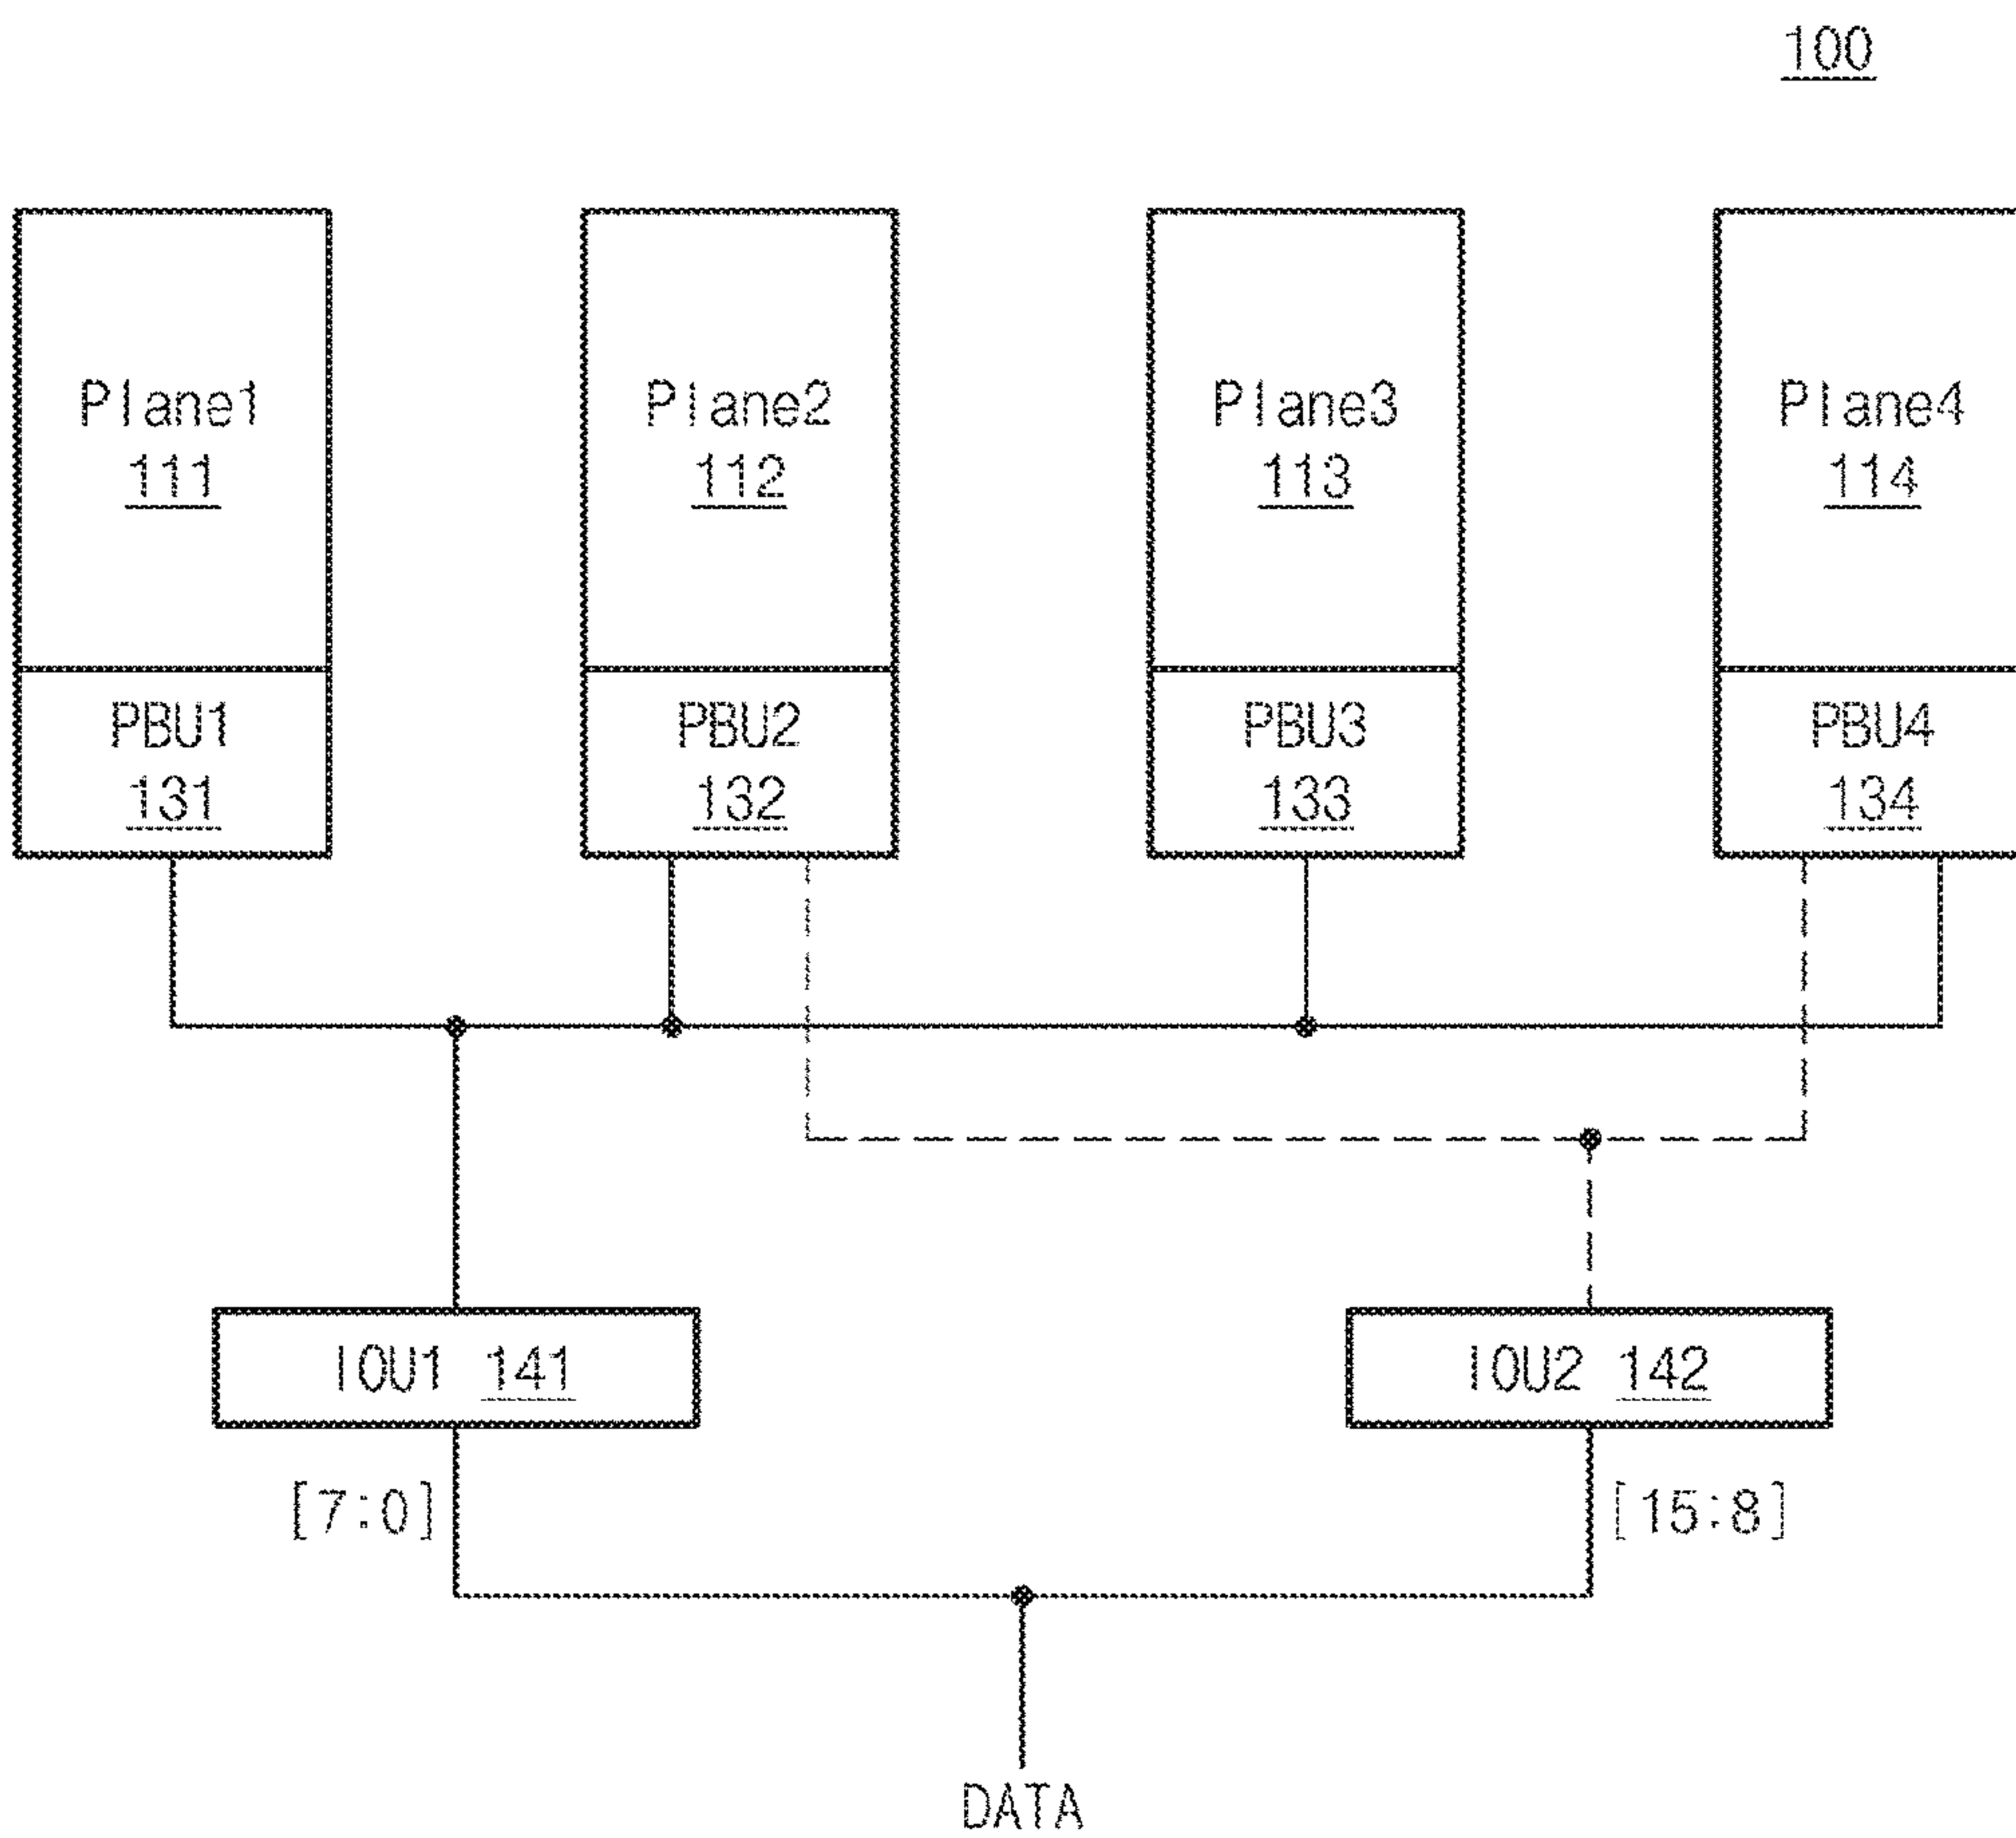 100
Plane1
111
Plane2
112
Plane3
113
Plane4
114
PBU1
131
PBU2
132
PBU3
133
PBU4
134
IOU1 141
IOU2 142
[7:0]
[15:8]
DATA